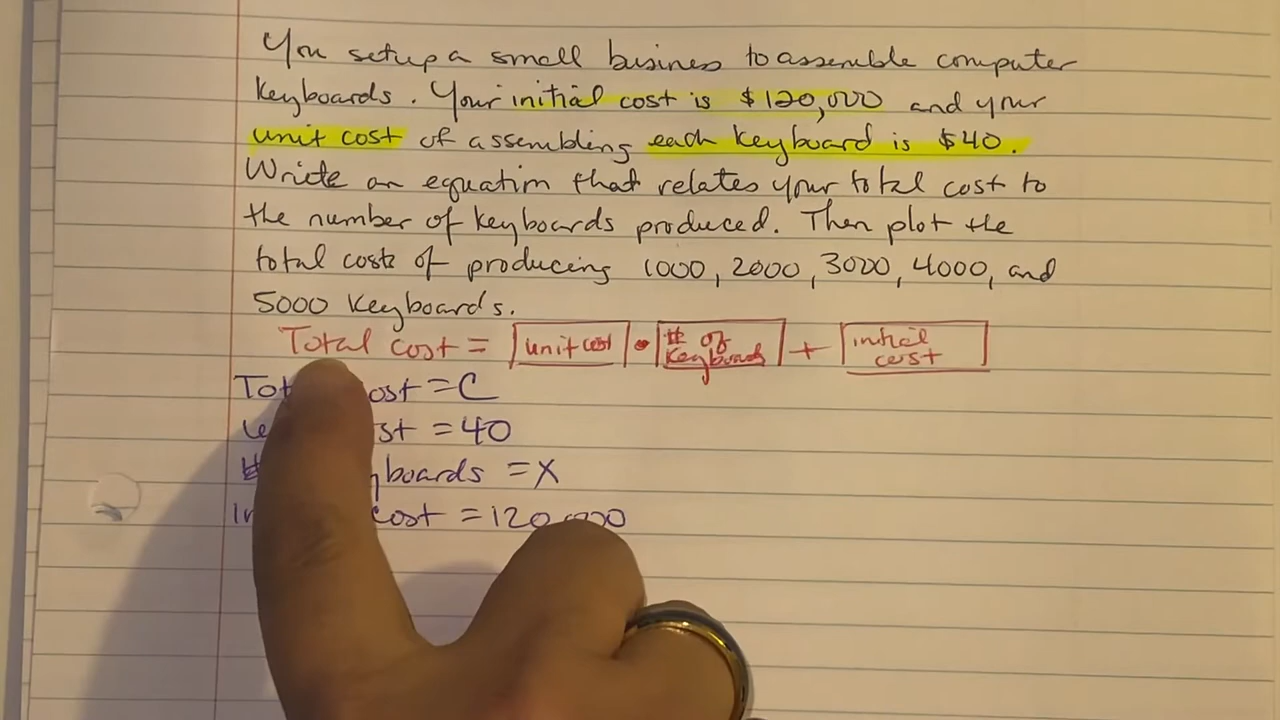 You setup a small business to assemble computer
Keyboards. Your initial cost is $120,000 and your
unit cost of assembling each keyboard is $40.
Write an equation that relates your total cost to
the number of keyboards produced. Then plot the
total costs of producing 1000, 2000, 3000, 4000, and
5000 Keyboards.
Total cost = unit cost • # of Keyboards + initial cost
= C
= 40
= X
cost = 120,000